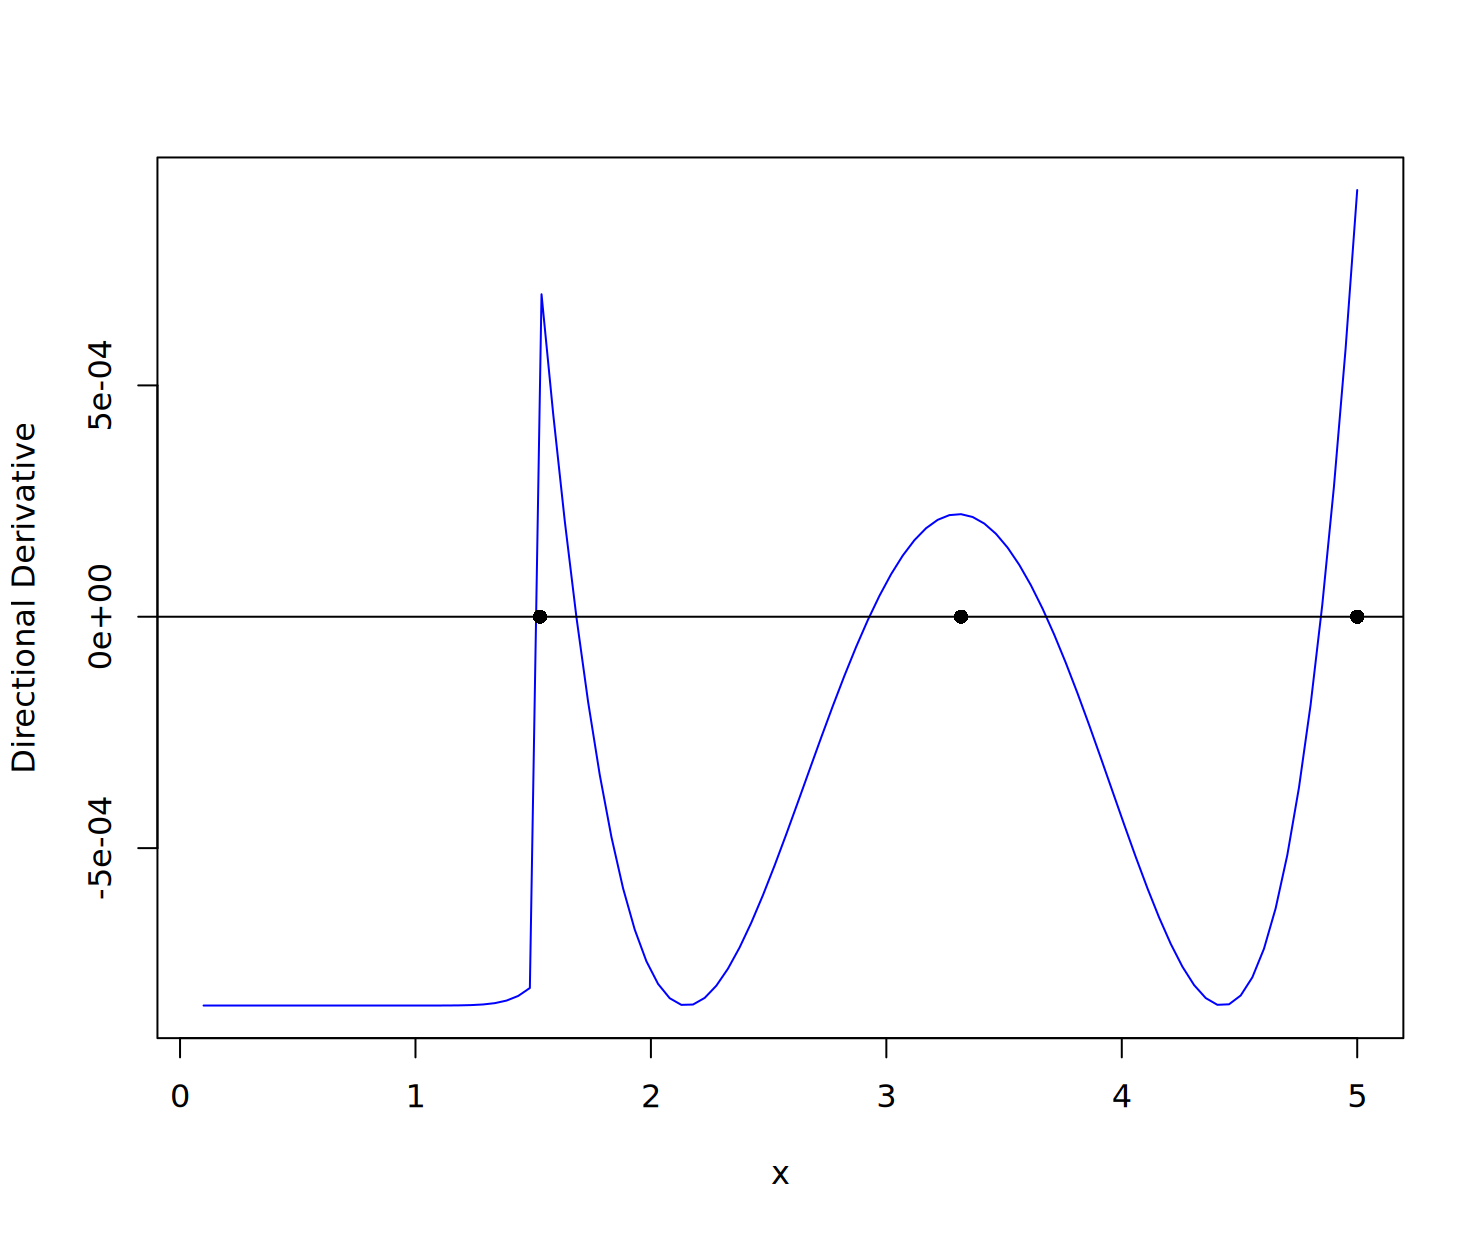 Directional Derivative
5e-04
0e+00
-5e-04
0 1 2 3 4 5
x